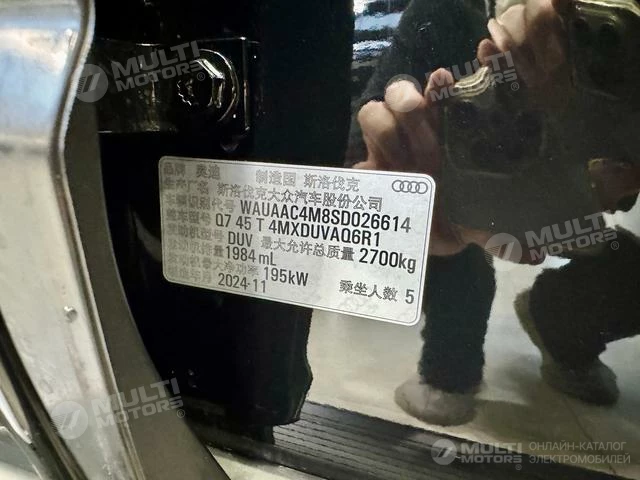 MULTI
MOTORS®
MULTI
MOTORS®
品牌 奥迪 制造国 斯洛伐克
生产厂名 斯洛伐克大众汽车股份公司
车辆识别代号 WAUAAC4M8SD026614
整车型号 Q7 45 T 4MXDUVAQ6R1
发动机型号 DUV 最大允许总质量 2700kg
发动机排量 1984 mL
发动机最大净功率 195kW 乘坐人数 5
制造年月 2024-11
MULTI
MOTORS®
MULTI
MOTORS®
ОНЛАЙН-КАТАЛОГ
ЭЛЕКТРОМОБИЛЕЙ